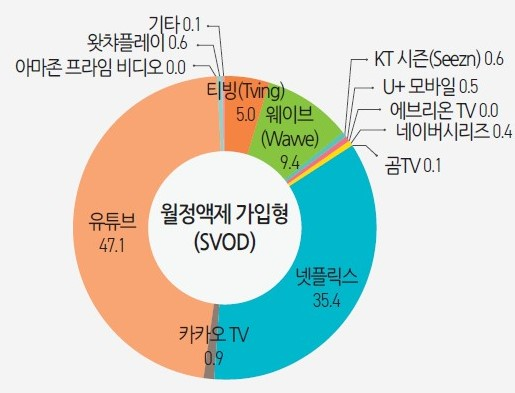 기타 0.1
왓챠플레이 0.6
아마존 프라임 비디오 0.0
티빙(Tving)
5.0
웨이브
(Wavve)
9.4
KT 시즌(Seezn) 0.6
U+ 모바일 0.5
에브리온 TV 0.0
네이버시리즈 0.4
곰TV 0.1
유튜브
47.1
월정액제 가입형
(SVOD)
넷플릭스
35.4
카카오 TV
0.9